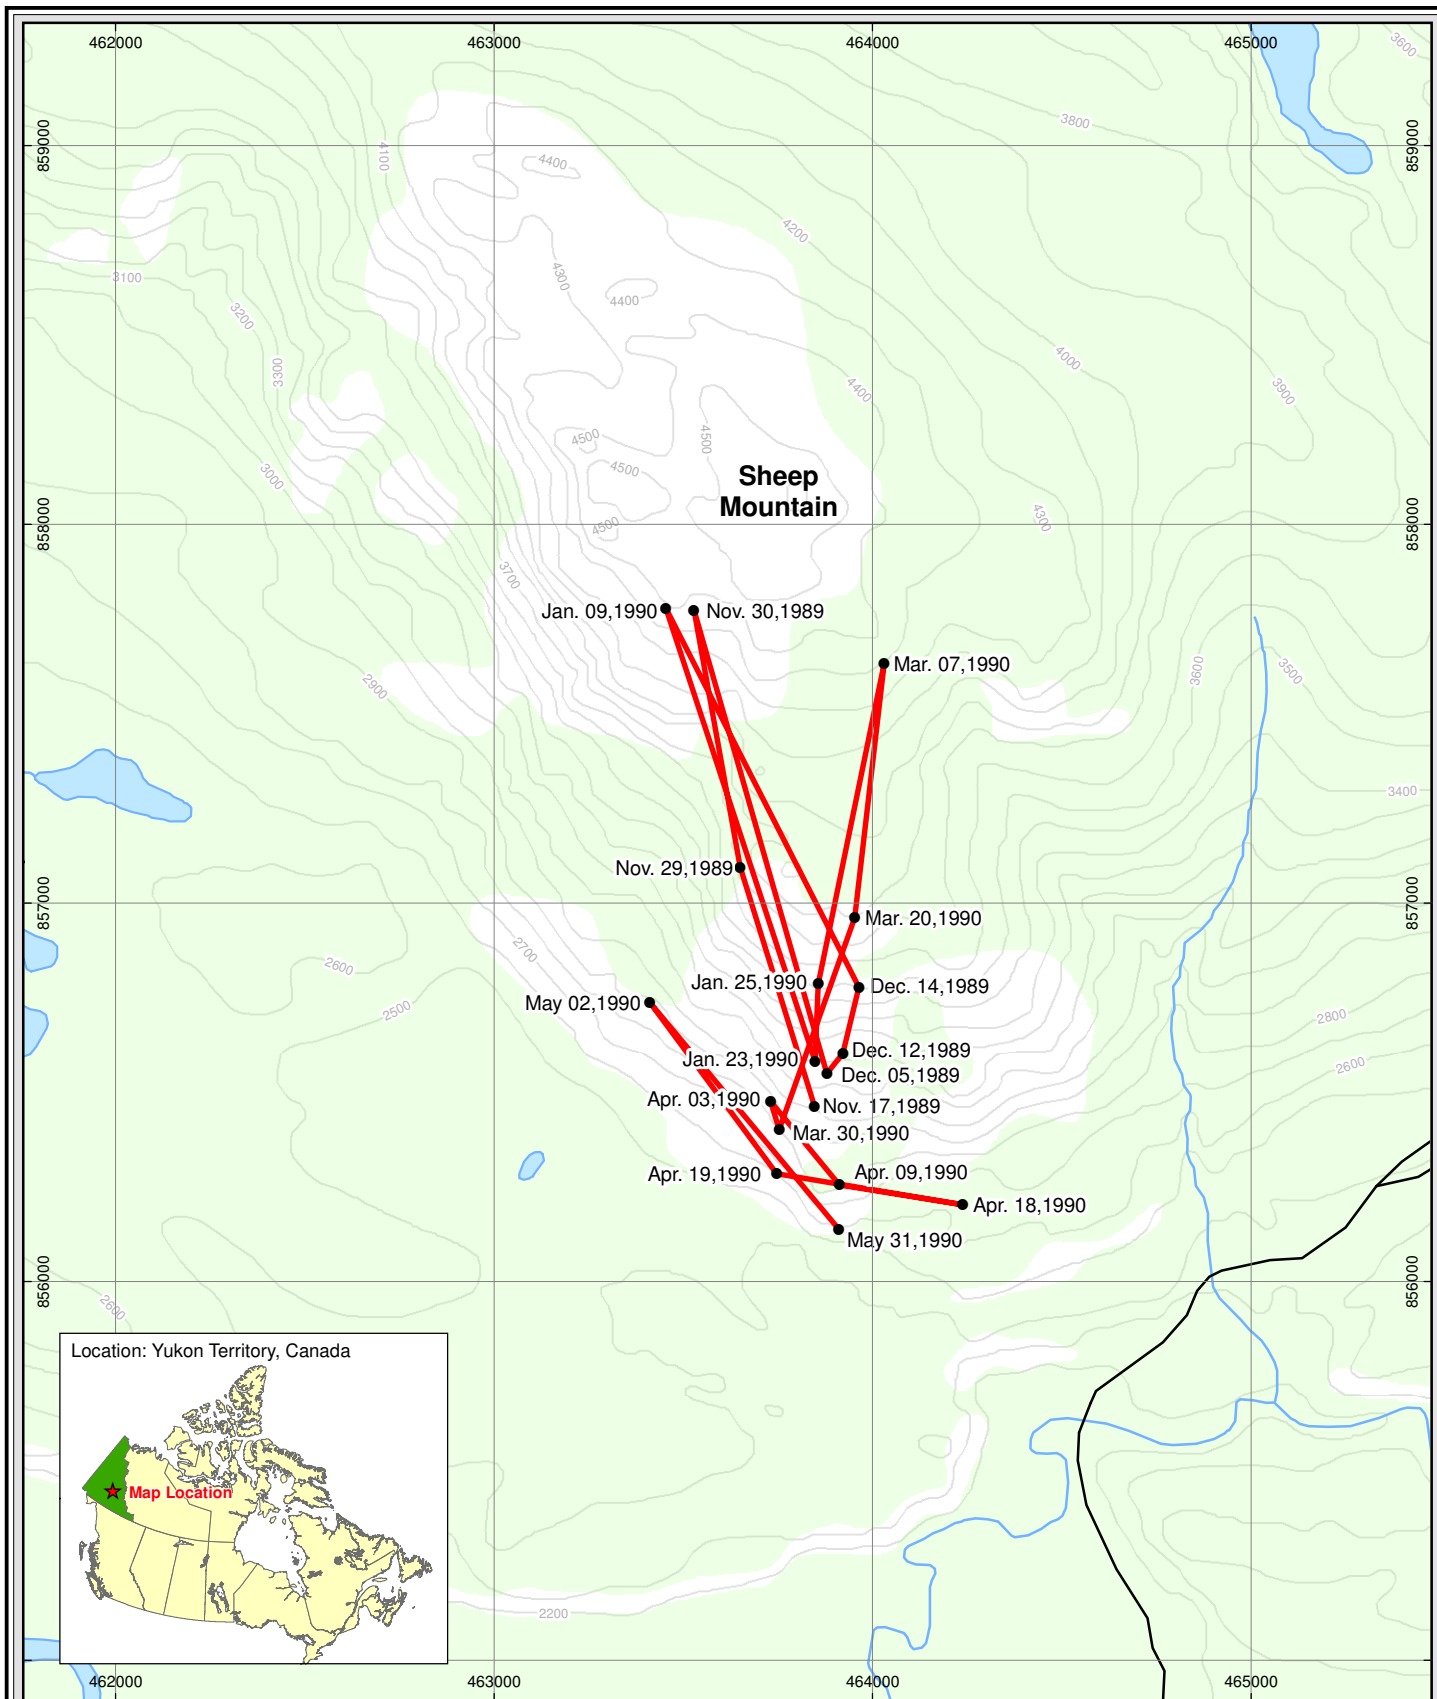 462000
463000
464000
465000
3600
3800
859000
859000
4100
4400
4200
3100
4300
4400
3200
3300
4000
3900
4400
4500
4500
4500
3000
Sheep
Mountain
4300
858000
858000
4500
3700
Jan. 09,1990
Nov. 30,1989
Mar. 07,1990
3600
3500
2900
3400
Nov. 29,1989
857000
857000
Mar. 20,1990
2700
2600
Jan. 25,1990
Dec. 14,1989
May 02,1990
2500
2800
Jan. 23,1990
Dec. 12,1989
2600
Dec. 05,1989
Apr. 03,1990
Nov. 17,1989
Mar. 30,1990
Apr. 19,1990
Apr. 09,1990
Apr. 18,1990
May 31,1990
856000
856000
2600
Location: Yukon Territory, Canada
Map Location
2200
462000
463000
464000
465000